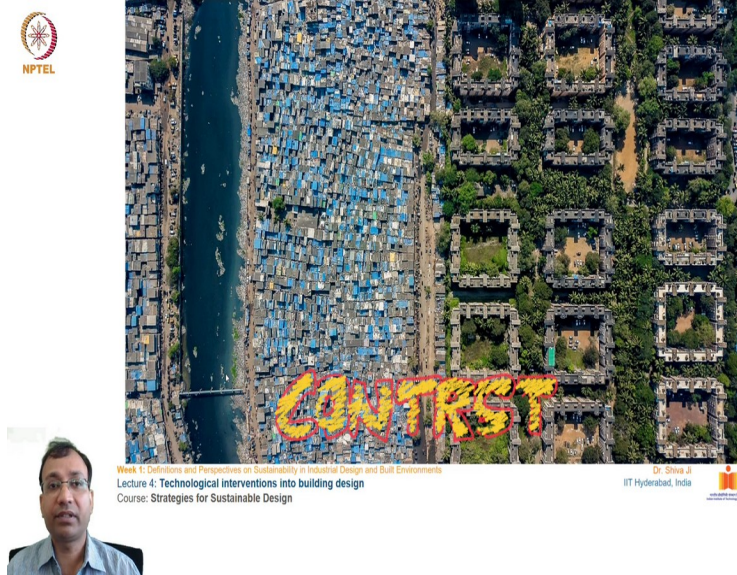 NPTEL
CONTRST
Week 1: Definitions and Perspectives on Sustainability in Industrial Design and Built Environments
Dr. Shiva Ji
Lecture 4: Technological interventions into building design
IIT Hyderabad, India
Course: Strategies for Sustainable Design